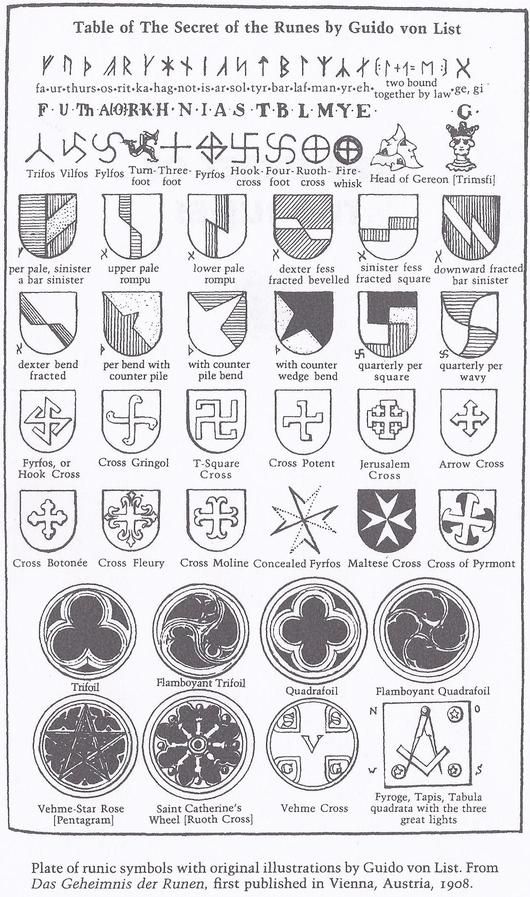 Table of The Secret of the Runes by Guido von List
ᚠ ᚢ ᚦ ᚬ ᚱ ᚴ ᚼ ᚾ ᛁ ᛅ ᛋ ᛏ ᛒ ᛚ ᛘ ᛦ
fa·ur·thurs·os·rit·ka·hag·not·is·ar·sol·tyr·bar·laf·man·yr·eh· two bound together by law ·ge, gi
F·U·Th A(O)RKH·N·I·A·S·T·B·L·M·Y·E· G·
Trifos Vilfos Fylfos Turn-foot Three-foot Fyrfos Hook-cross Four-foot Ruoth-cross Fire-whisk Head of Gereon [Trimsfi]
per pale, sinister a bar sinister
upper pale rompu
lower pale rompu
dexter fess fracted bevelled
sinister fess fracted square
downward fracted bar sinister
dexter bend fracted
per bend with counter pile
with counter pile bend
with counter wedge bend
quarterly per square
quarterly per wavy
Fyrfos, or Hook Cross
Cross Gringol
T-Square Cross
Cross Potent
Jerusalem Cross
Arrow Cross
Cross Botonée Cross Fleury Cross Moline Concealed Fyrfos Maltese Cross Cross of Pyrmont
Trifoil Flamboyant Trifoil Quadrafoil Flamboyant Quadrafoil
V
S S
G G
N O
W S
Vehme-Star Rose [Pentagram]
Saint Catherine's Wheel [Ruoth Cross]
Vehme Cross
Fyroge, Tapis, Tabula quadrata with the three great lights
Plate of runic symbols with original illustrations by Guido von List. From
Das Geheimnis der Runen, first published in Vienna, Austria, 1908.